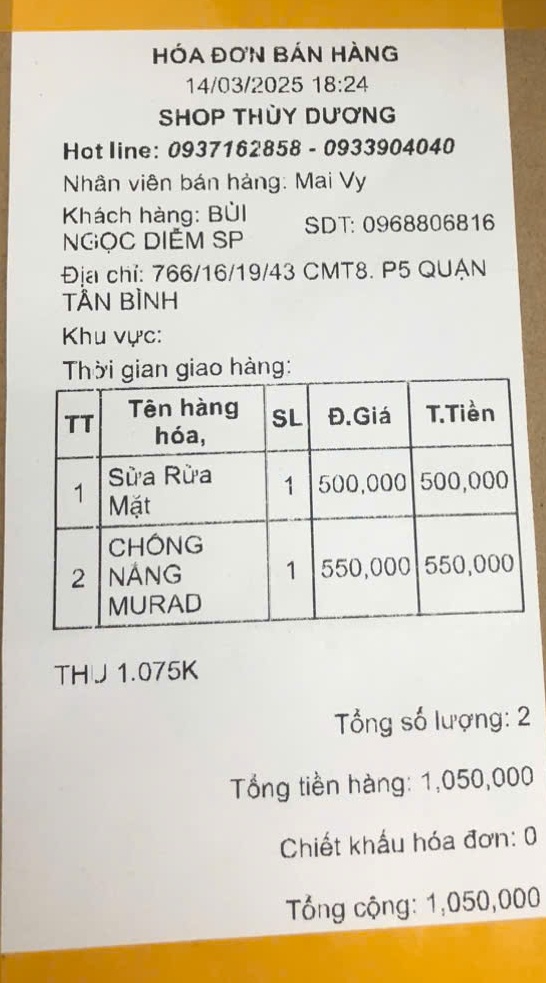 HÓA ĐƠN BÁN HÀNG
14/03/2025 18:24
SHOP THÙY DƯƠNG
Hot line: 0937162858 - 0933904040
Nhân viên bán hàng: Mai Vy
Khách hàng: BÙI NGỌC DIỄM SP SDT: 0968806816
Địa chỉ: 766/16/19/43 CMT8. P5 QUẬN
TÂN BÌNH
Khu vực:
Thời gian giao hàng:
TT Tên hàng hóa, SL Đ.Giá T.Tiền
1 Sữa Rửa Mặt 1 500,000 500,000
2 CHỐNG NẮNG MURAD 1 550,000 550,000
THU 1.075K
Tổng số lượng: 2
Tổng tiền hàng: 1,050,000
Chiết khấu hóa đơn: 0
Tổng cộng: 1,050,000